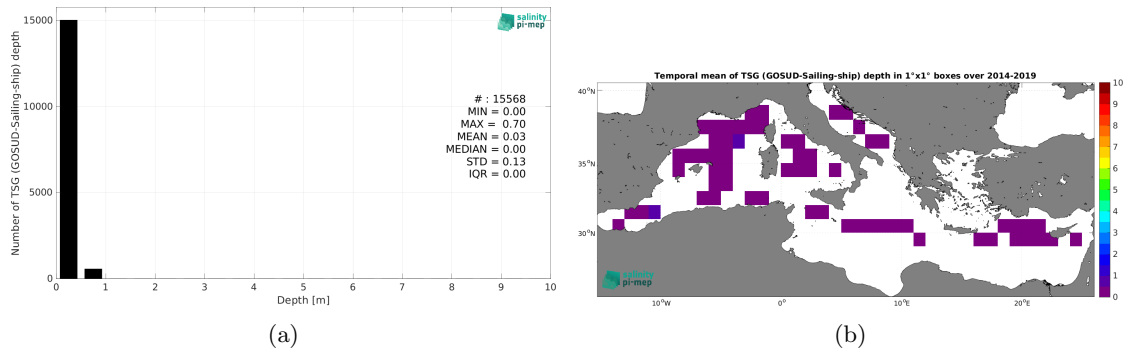 15000
10000
5000
0
Number of TSG (GOSUD-Sailing-ship) depth
salinity
pi-mep
# : 15568
MIN = 0.00
MAX = 0.70
MEAN = 0.03
MEDIAN = 0.00
STD = 0.13
IQR = 0.00
0 1 2 3 4 5 6 7 8 9 10
Depth [m]
(a)
Temporal mean of TSG (GOSUD-Sailing-ship) depth in 1°x1° boxes over 2014-2019
40°N
35°N
30°N
10°W 0° 10°E 20°E
salinity
pi-mep
10
9
8
7
6
5
4
3
2
1
0
(b)